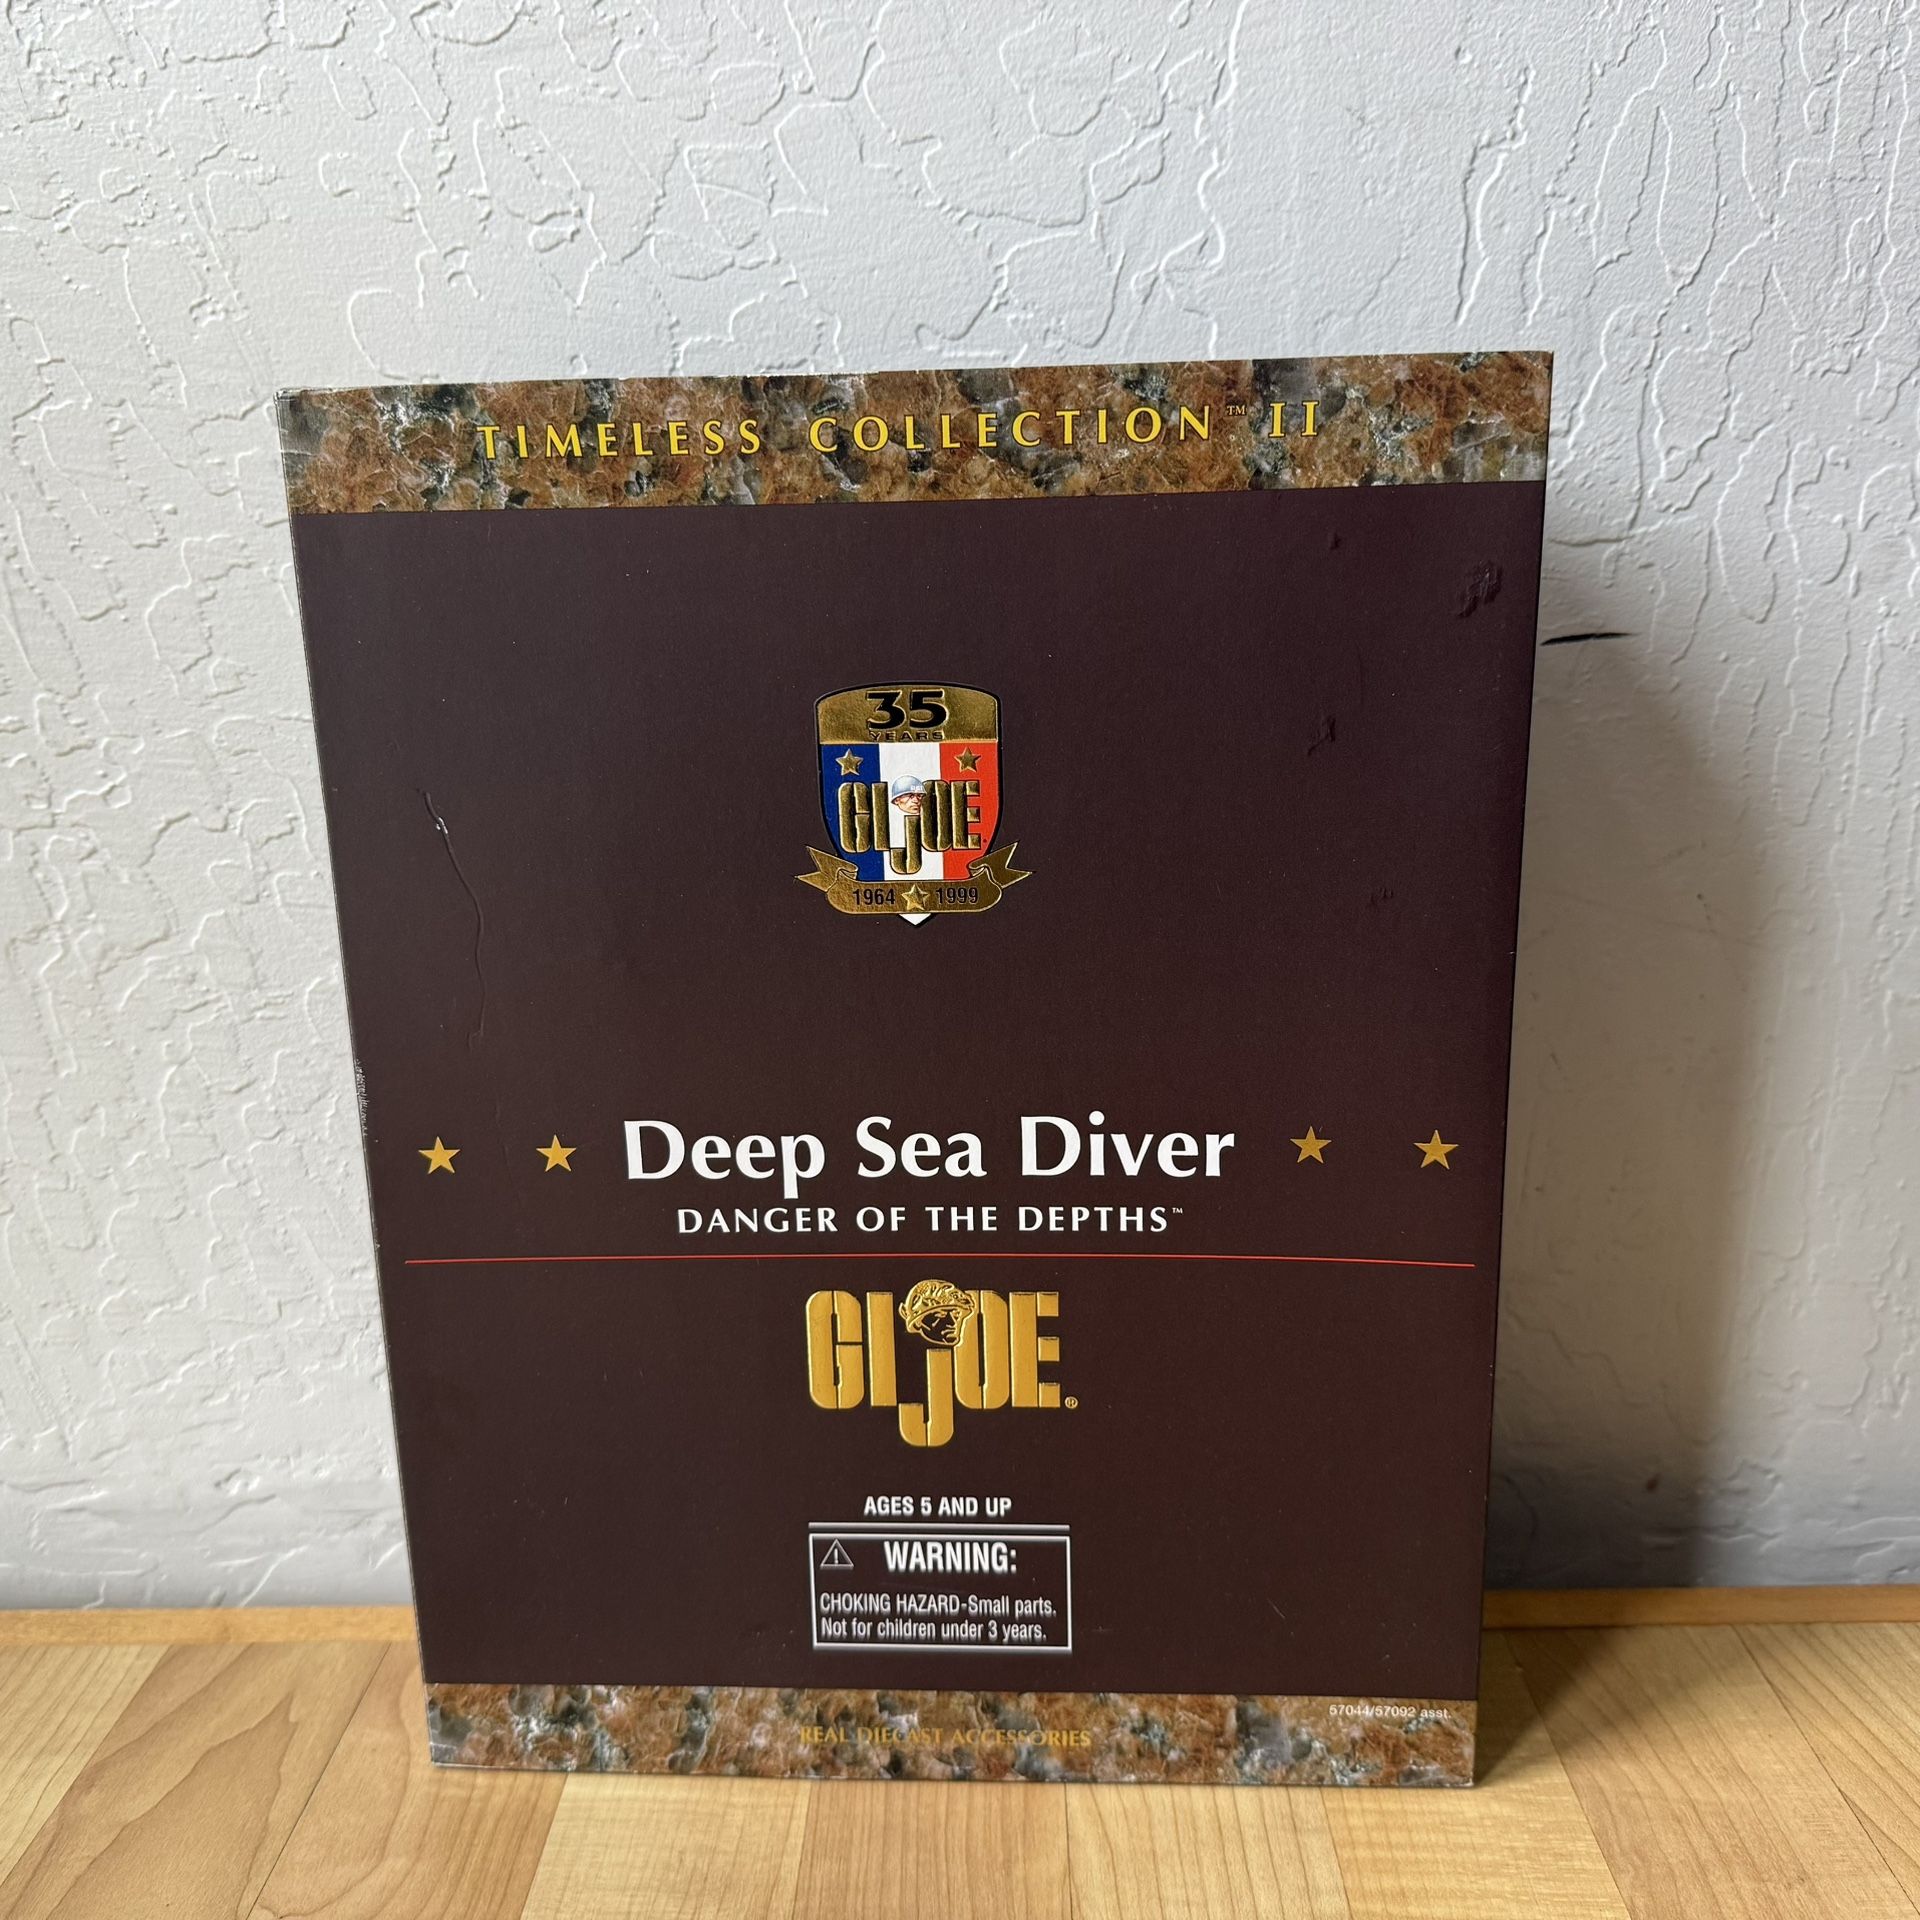 TIMELESS COLLECTION™ II
35
YEARS
GI JOE
1964 ★ 1999
★ ★ Deep Sea Diver ★ ★
DANGER OF THE DEPTHS™
GI JOE®
AGES 5 AND UP
⚠ WARNING:
CHOKING HAZARD-Small parts.
Not for children under 3 years.
57044/57092 asst.
REAL DIECAST ACCESSORIES